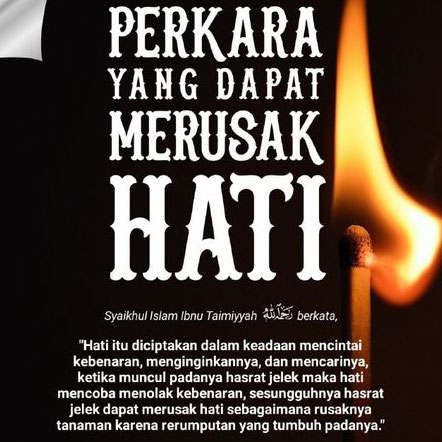 PERKARA
YANG DAPAT
MERUSAK
HATI
Syaikhul Islam Ibnu Taimiyyah رحمه الله berkata,
"Hati itu diciptakan dalam keadaan mencintai
kebenaran, menginginkannya, dan mencarinya,
ketika muncul padanya hasrat jelek maka hati
mencoba menolak kebenaran, sesungguhnya hasrat
jelek dapat merusak hati sebagaimana rusaknya
tanaman karena rerumputan yang tumbuh padanya."